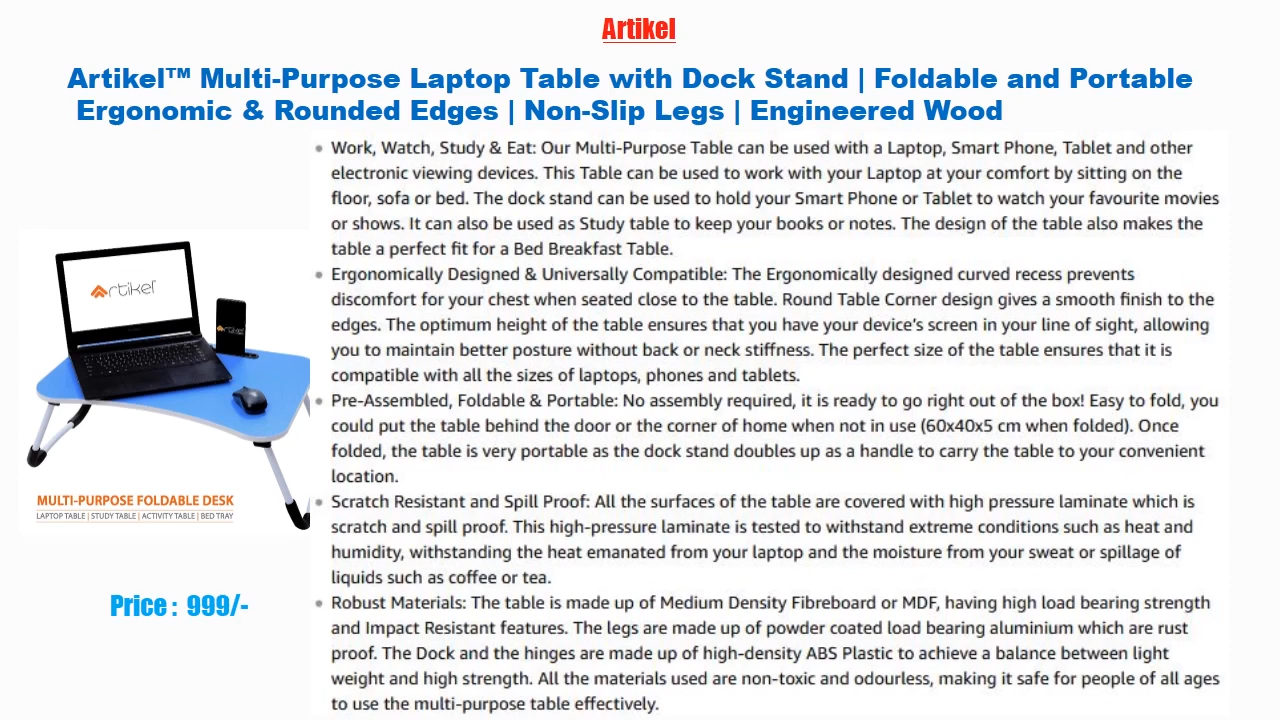 Artikel
Artikel™ Multi-Purpose Laptop Table with Dock Stand | Foldable and Portable
Ergonomic & Rounded Edges | Non-Slip Legs | Engineered Wood
• Work, Watch, Study & Eat: Our Multi-Purpose Table can be used with a Laptop, Smart Phone, Tablet and other
electronic viewing devices. This Table can be used to work with your Laptop at your comfort by sitting on the
floor, sofa or bed. The dock stand can be used to hold your Smart Phone or Tablet to watch your favourite movies
or shows. It can also be used as Study table to keep your books or notes. The design of the table also makes the
table a perfect fit for a Bed Breakfast Table.
• Ergonomically Designed & Universally Compatible: The Ergonomically designed curved recess prevents
discomfort for your chest when seated close to the table. Round Table Corner design gives a smooth finish to the
edges. The optimum height of the table ensures that you have your device's screen in your line of sight, allowing
you to maintain better posture without back or neck stiffness. The perfect size of the table ensures that it is
compatible with all the sizes of laptops, phones and tablets.
• Pre-Assembled, Foldable & Portable: No assembly required, it is ready to go right out of the box! Easy to fold, you
could put the table behind the door or the corner of home when not in use (60x40x5 cm when folded). Once
folded, the table is very portable as the dock stand doubles up as a handle to carry the table to your convenient
location.
• Scratch Resistant and Spill Proof: All the surfaces of the table are covered with high pressure laminate which is
scratch and spill proof. This high-pressure laminate is tested to withstand extreme conditions such as heat and
humidity, withstanding the heat emanated from your laptop and the moisture from your sweat or spillage of
liquids such as coffee or tea.
• Robust Materials: The table is made up of Medium Density Fibreboard or MDF, having high load bearing strength
and Impact Resistant features. The legs are made up of powder coated load bearing aluminium which are rust
proof. The Dock and the hinges are made up of high-density ABS Plastic to achieve a balance between light
weight and high strength. All the materials used are non-toxic and odourless, making it safe for people of all ages
to use the multi-purpose table effectively.
Artikel
Artikel
MULTI-PURPOSE FOLDABLE DESK
LAPTOP TABLE | STUDY TABLE | ACTIVITY TABLE | BED TRAY
Price : 999/-